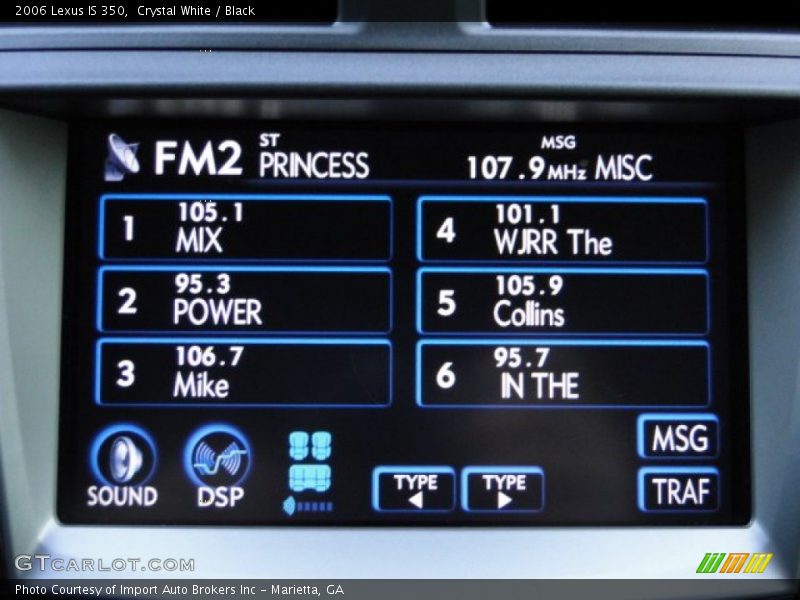 2006 Lexus IS 350,  Crystal White / Black
FM2 ST PRINCESS MSG 107.9MHz MISC
1 105.1 MIX
2 95.3 POWER
3 106.7 Mike
4 101.1 WJRR The
5 105.9 Collins
6 95.7 IN THE
SOUND
DSP
TYPE
TYPE
MSG
TRAF
GTCARLOT.COM
Photo Courtesy of Import Auto Brokers Inc – Marietta, GA